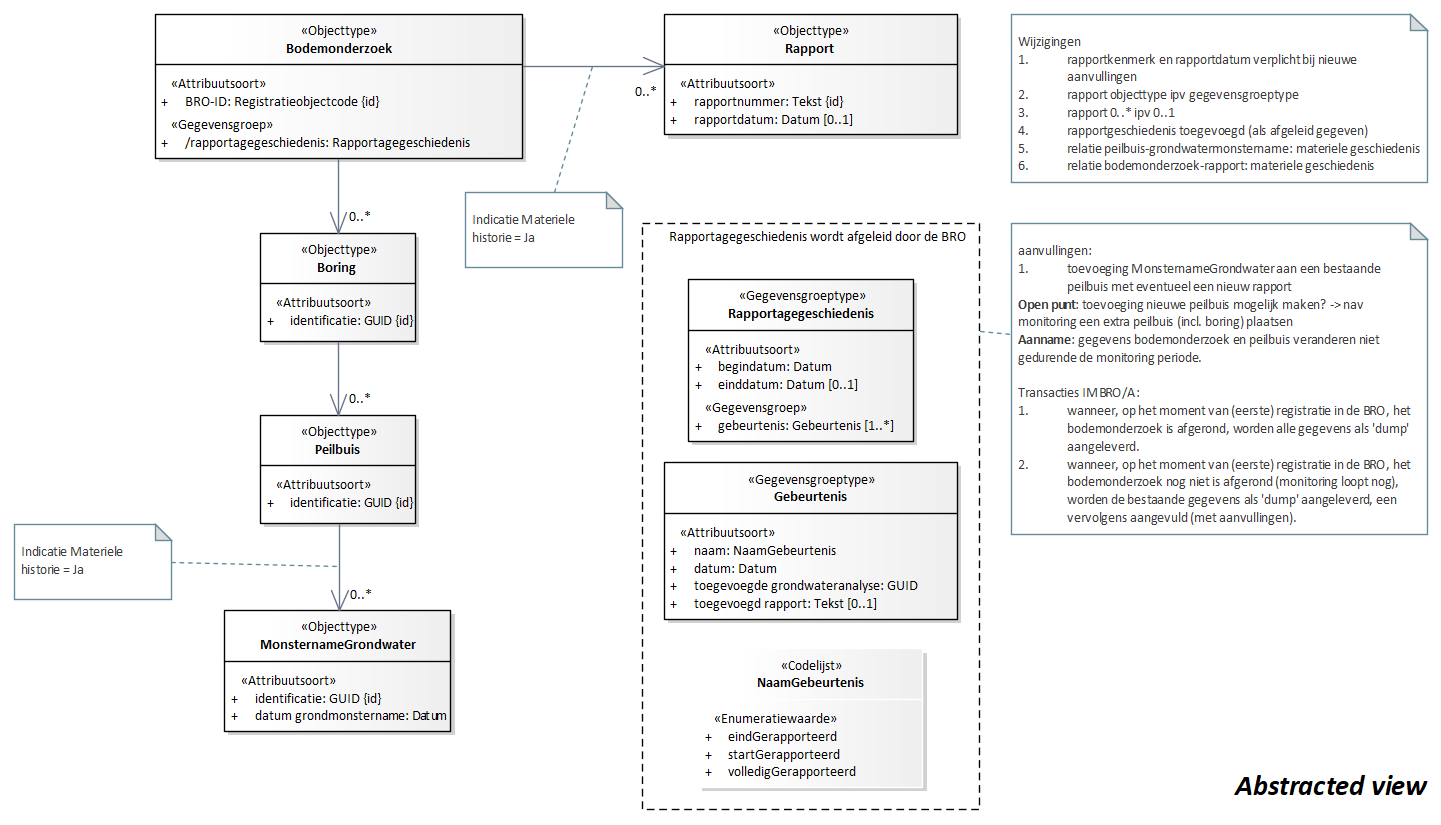 «Objecttype»
Bodemonderzoek
«Attribuutsoort»
+ BRO-ID: Registratieobjectcode {id}
«Gegevensgroep»
+ /rapportagegeschiedenis: Rapportagegeschiedenis
0..*
«Objecttype»
Rapport
«Attribuutsoort»
+ rapportnummer: Tekst {id}
+ rapportdatum: Datum [0..1]
Wijzigingen
1. rapportkenmerk en rapportdatum verplicht bij nieuwe
aanvullingen
2. rapport objecttype ipv gegevensgroeptype
3. rapport 0..* ipv 0..1
4. rapportgeschiedenis toegevoegd (als afgeleid gegeven)
5. relatie peilbuis-grondwatermonstername: materiele geschiedenis
6. relatie bodemonderzoek-rapport: materiele geschiedenis
Indicatie Materiele
historie = Ja
0..*
«Objecttype»
Boring
«Attribuutsoort»
+ identificatie: GUID {id}
0..*
«Objecttype»
Peilbuis
«Attribuutsoort»
+ identificatie: GUID {id}
Indicatie Materiele
historie = Ja
0..*
«Objecttype»
MonsternameGrondwater
«Attribuutsoort»
+ identificatie: GUID {id}
+ datum grondmonstername: Datum
Rapportagegeschiedenis wordt afgeleid door de BRO
«Gegevensgroeptype»
Rapportagegeschiedenis
«Attribuutsoort»
+ begindatum: Datum
+ einddatum: Datum [0..1]
«Gegevensgroep»
+ gebeurtenis: Gebeurtenis [1..*]
«Gegevensgroeptype»
Gebeurtenis
«Attribuutsoort»
+ naam: NaamGebeurtenis
+ datum: Datum
+ toegevoegde grondwateranalyse: GUID
+ toegevoegd rapport: Tekst [0..1]
«Codelijst»
NaamGebeurtenis
«Enumeratiewaarde»
+ eindGerapporteerd
+ startGerapporteerd
+ volledigGerapporteerd
aanvullingen:
1. toevoeging MonsternameGrondwater aan een bestaande
peilbuis met eventueel een nieuw rapport
Open punt: toevoeging nieuwe peilbuis mogelijk maken? -> nav
monitoring een extra peilbuis (incl. boring) plaatsen
Aanname: gegevens bodemonderzoek en peilbuis veranderen niet
gedurende de monitoring periode.
Transacties IMBRO/A:
1. wanneer, op het moment van (eerste) registratie in de BRO, het
bodemonderzoek is afgerond, worden alle gegevens als 'dump'
aangeleverd.
2. wanneer, op het moment van (eerste) registratie in de BRO, het
bodemonderzoek nog niet is afgerond (monitoring loopt nog),
worden de bestaande gegevens als 'dump' aangeleverd, een
vervolgens aangevuld (met aanvullingen).
Abstracted view